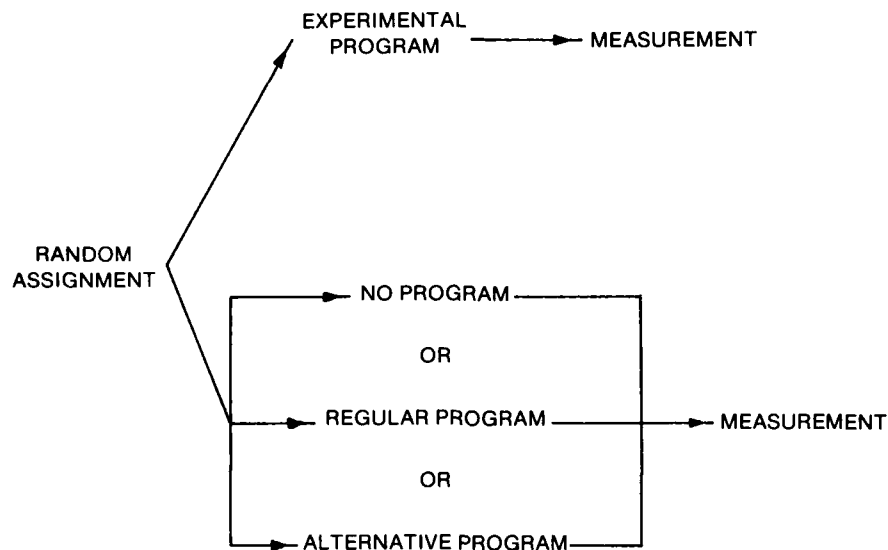 EXPERIMENTAL
PROGRAM
MEASUREMENT
RANDOM
ASSIGNMENT
NO PROGRAM
OR
REGULAR PROGRAM
MEASUREMENT
OR
ALTERNATIVE PROGRAM